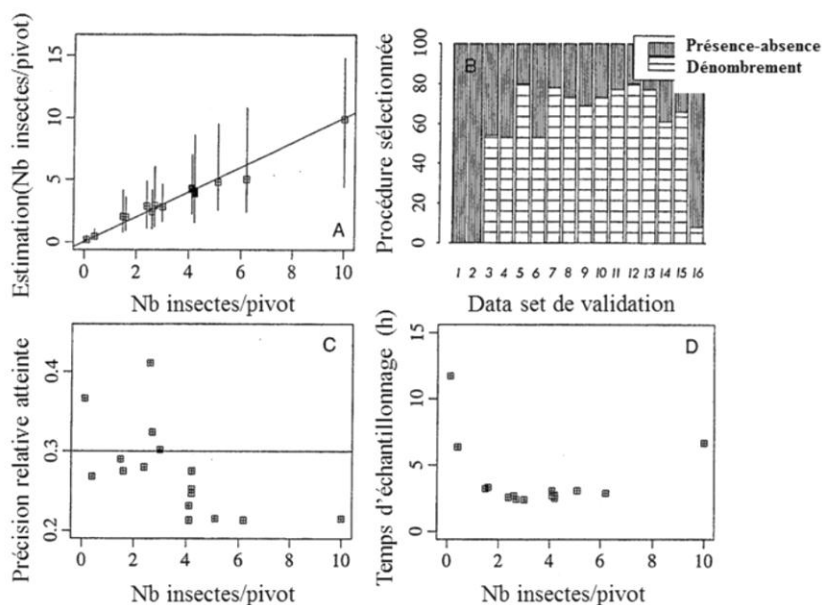 Estimation(Nb insectes/pivot)
15
10
5
0
A
0 2 4 6 8 10
Nb insectes/pivot
Procédure sélectionnée
100
80
60
40
20
0
B
Présence-absence
Dénombrement
1 2 3 4 5 6 7 8 9 10 11 12 13 14 15 16
Data set de validation
Précision relative atteinte
0.4
0.3
0.2
C
0 2 4 6 8 10
Nb insectes/pivot
Temps d'échantillonnage (h)
15
10
5
0
D
0 2 4 6 8 10
Nb insectes/pivot